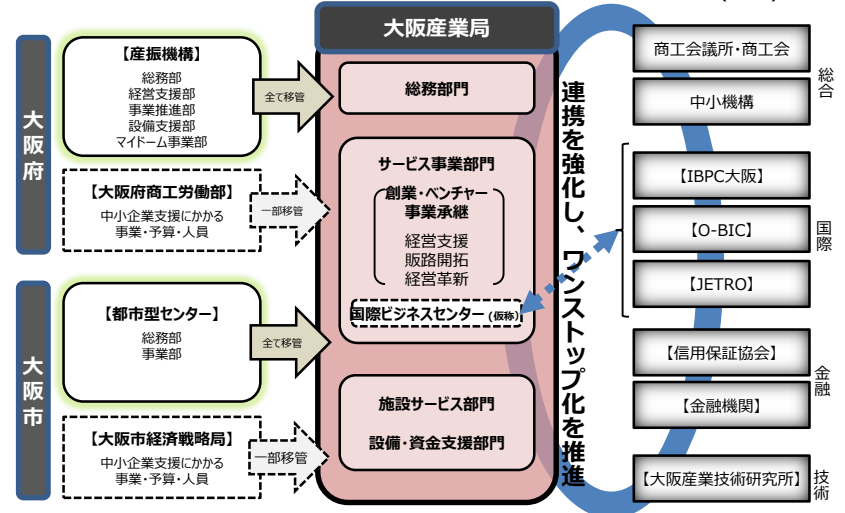 大阪産業局
大阪府
【産振機構】
総務部
経営支援部
事業推進部
設備支援部
マイドーム事業部
全て移管
【大阪府商工労働部】
中小企業支援にかかる
事業・予算・人員
一部移管
大阪市
【都市型センター】
総務部
事業部
全て移管
【大阪市経済戦略局】
中小企業支援にかかる
事業・予算・人員
一部移管
総務部門
サービス事業部門
創業・ベンチャー
事業承継
経営支援
販路開拓
経営革新
国際ビジネスセンター(仮称)
施設サービス部門
設備・資金支援部門
連携を強化し、ワンストップ化を推進
商工会議所・商工会
中小機構
総合
【IBPC大阪】
【O-BIC】
【JETRO】
国際
【信用保証協会】
【金融機関】
金融
【大阪産業技術研究所】
技術